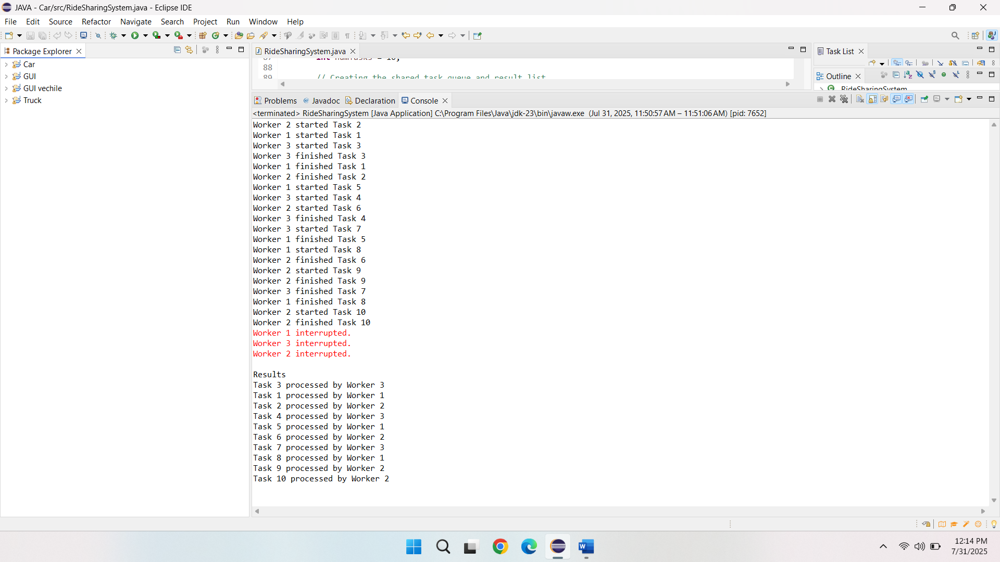 JAVA - Car/src/RideSharingSystem.java - Eclipse IDE
File Edit Source Refactor Navigate Search Project Run Window Help
Package Explorer
Car
GUI
GUI vechile
Truck
RideSharingSystem.java
88
89 // Creating the shared task queue and result list
Task List
Outline
RideSharingSystem
Problems Javadoc Declaration Console
<terminated> RideSharingSystem [Java Application] C:\Program Files\Java\jdk-23\bin\javaw.exe (Jul 31, 2025, 11:50:57 AM – 11:51:06 AM) [pid: 7652]
Worker 2 started Task 2
Worker 1 started Task 1
Worker 3 started Task 3
Worker 3 finished Task 3
Worker 1 finished Task 1
Worker 2 finished Task 2
Worker 1 started Task 5
Worker 3 started Task 4
Worker 2 started Task 6
Worker 3 finished Task 4
Worker 3 started Task 7
Worker 1 finished Task 5
Worker 1 started Task 8
Worker 2 finished Task 6
Worker 2 started Task 9
Worker 2 finished Task 9
Worker 3 finished Task 7
Worker 1 finished Task 8
Worker 2 started Task 10
Worker 2 finished Task 10
Worker 1 interrupted.
Worker 3 interrupted.
Worker 2 interrupted.
Results
Task 3 processed by Worker 3
Task 1 processed by Worker 1
Task 2 processed by Worker 2
Task 4 processed by Worker 3
Task 5 processed by Worker 1
Task 6 processed by Worker 2
Task 7 processed by Worker 3
Task 8 processed by Worker 1
Task 9 processed by Worker 2
Task 10 processed by Worker 2
12:14 PM
7/31/2025